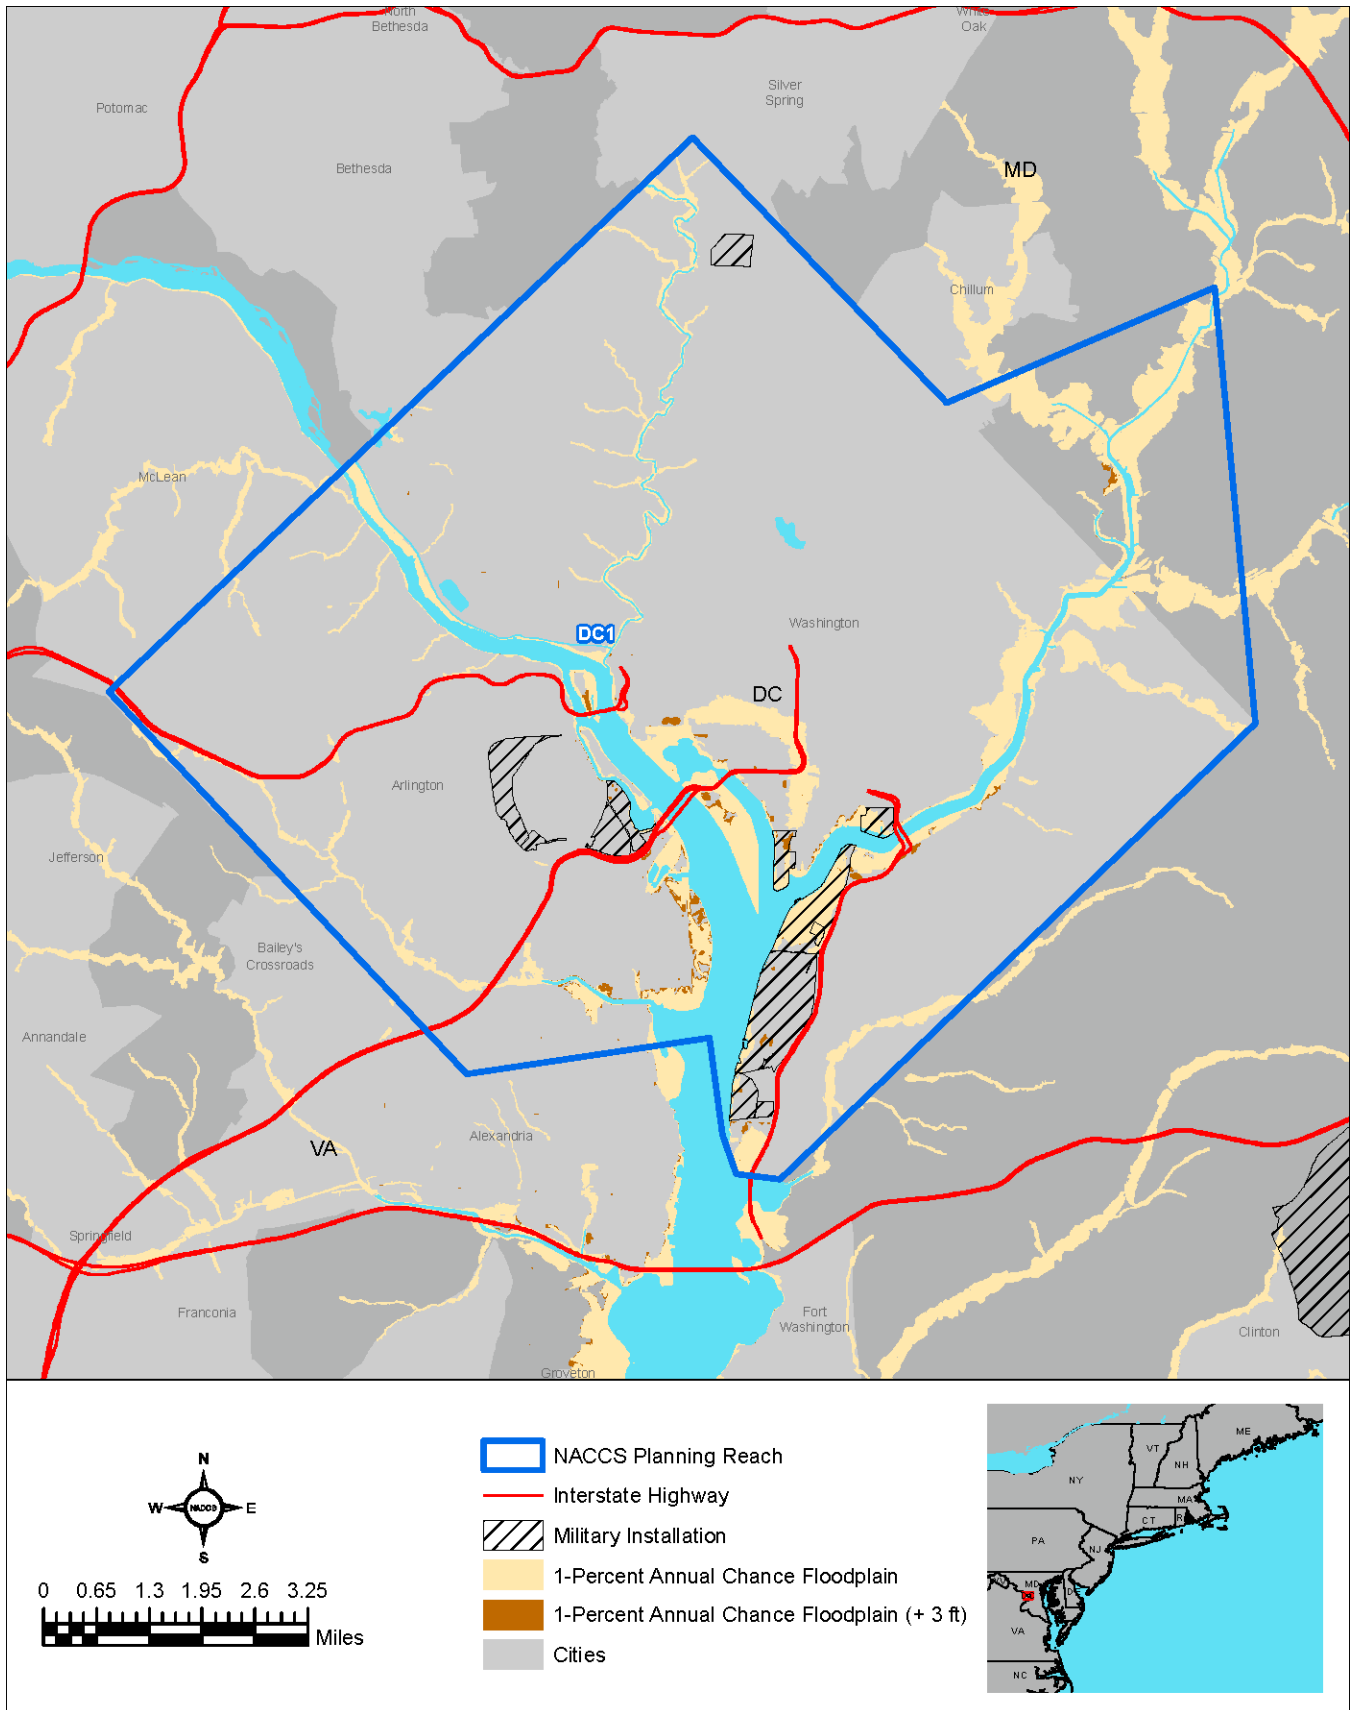 North
Bethesda
White
Oak
Potomac
Silver
Spring
Bethesda
MD
Chillum
McLean
DC1
Washington
DC
Arlington
Jefferson
Bailey's
Crossroads
Annandale
Alexandria
VA
Springfield
Franconia
Fort
Washington
Clinton
Groveton
N
W NACCS E
S
0 0.65 1.3 1.95 2.6 3.25
Miles
NACCS Planning Reach
Interstate Highway
Military Installation
1-Percent Annual Chance Floodplain
1-Percent Annual Chance Floodplain (+ 3 ft)
Cities
ME
VT
NH
NY
MA
CT
PA
NJ
MD
DE
VA
NC